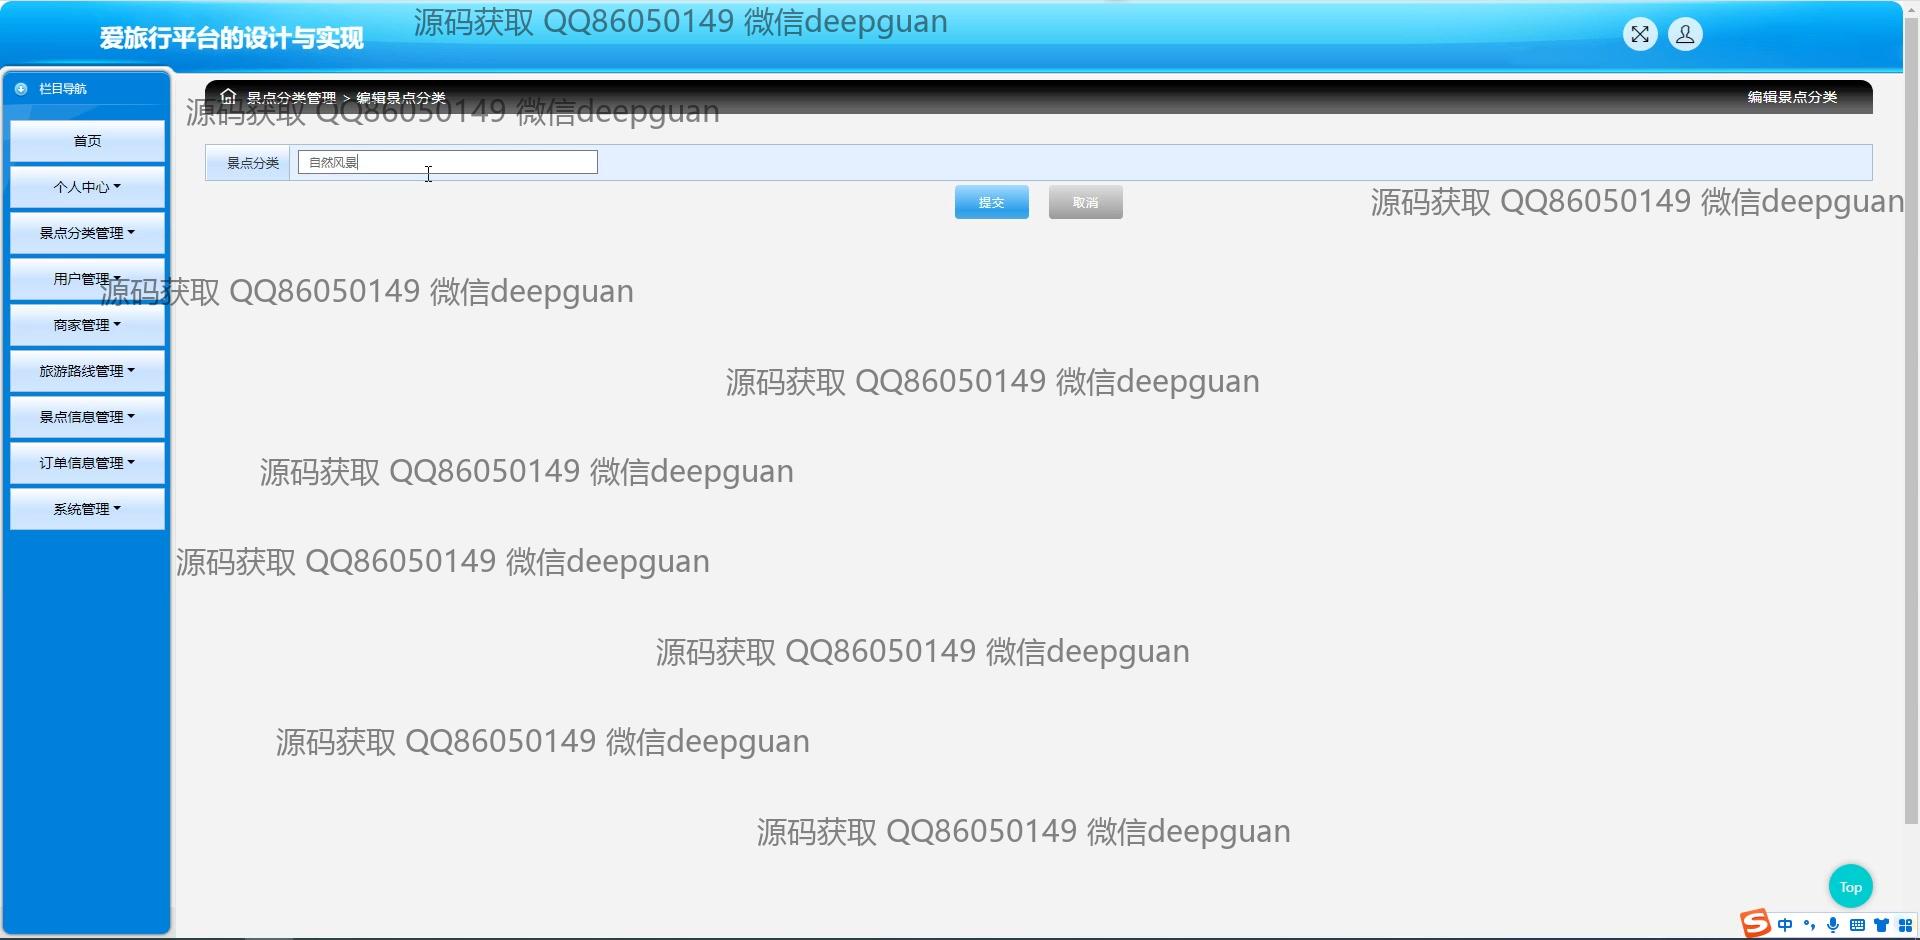 源码获取 QQ86050149 微信deepguan
爱旅行平台的设计与实现
栏目导航
景点分类管理 > 编辑景点分类
编辑景点分类
源码获取 QQ86050149 微信deepguan
首页
景点分类
自然风景
个人中心
提交
取消
源码获取 QQ86050149 微信deepguan
景点分类管理
用户管理
源码获取 QQ86050149 微信deepguan
商家管理
旅游路线管理
源码获取 QQ86050149 微信deepguan
景点信息管理
订单信息管理
源码获取 QQ86050149 微信deepguan
系统管理
源码获取 QQ86050149 微信deepguan
源码获取 QQ86050149 微信deepguan
源码获取 QQ86050149 微信deepguan
源码获取 QQ86050149 微信deepguan
Top
中